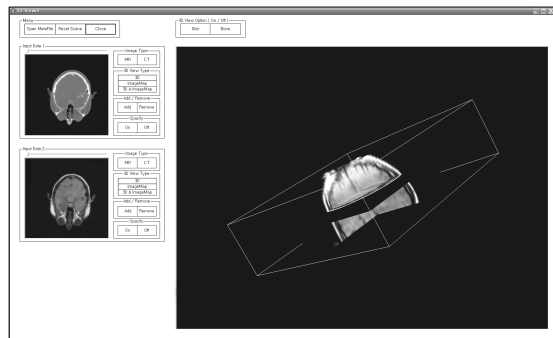 Menu
Open MetaFile Reset Scene Close
3D View Option ( On / Off )
Skin Bone
Input Data 1
Image Type
MR CT
3D View Type
3D
ImageMap
3D & ImageMap
Add / Remove
Add Remove
Opacity
On Off
Input Data 2
Image Type
MR CT
3D View Type
3D
ImageMap
3D & ImageMap
Add / Remove
Add Remove
Opacity
On Off